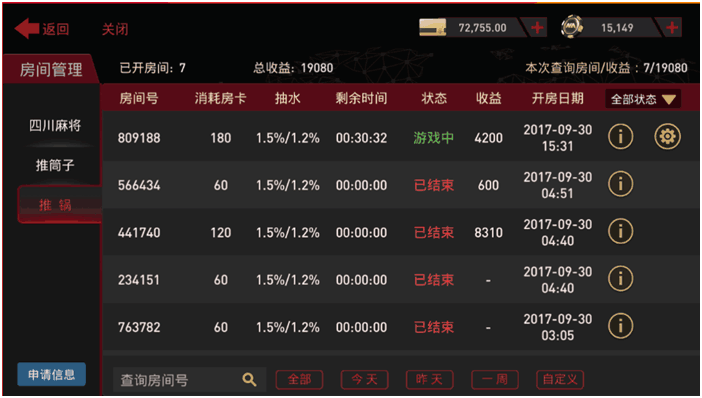 返回 关闭 72,755.00 15,149
房间管理 已开房间: 7 总收益: 19080 本次查询房间/收益 : 7/19080
房间号 消耗房卡 抽水 剩余时间 状态 收益 开房日期 全部状态
四川麻将
推筒子
推 锅
809188 180 1.5%/1.2% 00:30:32 游戏中 4200 2017-09-30 15:31
566434 60 1.5%/1.2% 00:00:00 已结束 600 2017-09-30 04:51
441740 120 1.5%/1.2% 00:00:00 已结束 8310 2017-09-30 04:40
234151 60 1.5%/1.2% 00:00:00 已结束 - 2017-09-30 04:40
763782 60 1.5%/1.2% 00:00:00 已结束 - 2017-09-30 03:05
申请信息 查询房间号 全部 今天 昨天 一周 自定义